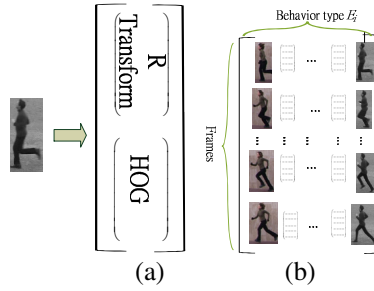 R
Transform
HOG
(a)
Behavior type E_i
Frames
...
...
...
...
(b)